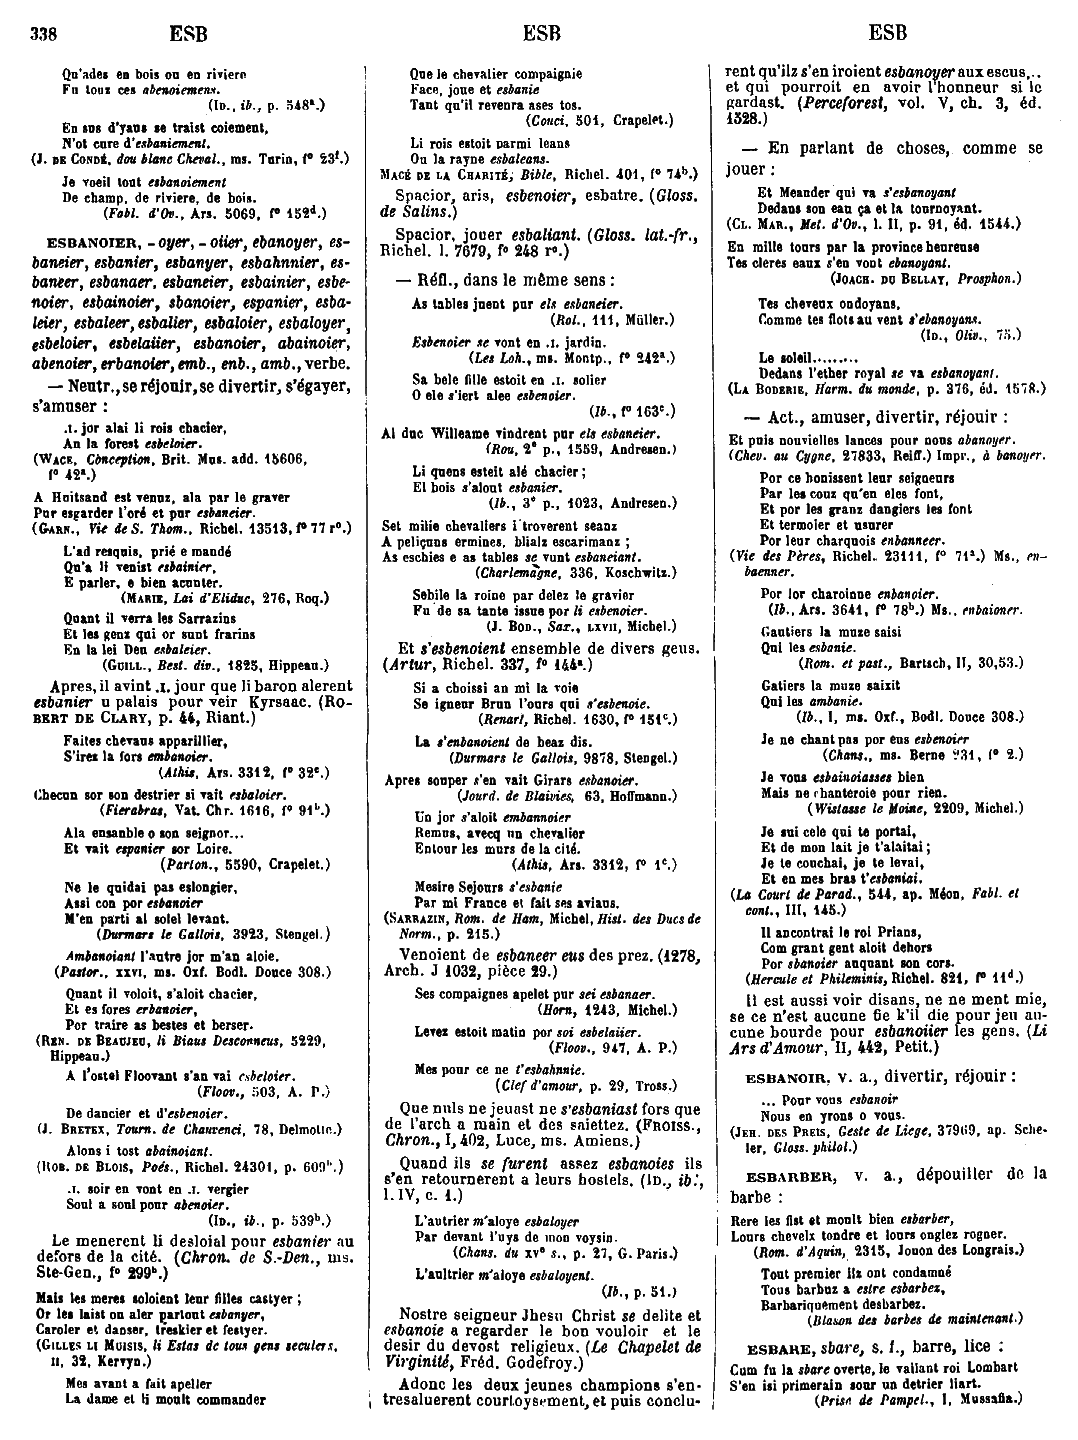 338 ESB ESB ESB
Qu'ades en bois ou en riviere
Fu touz ces abenoiemenx.
(ID., ib., p. 548ª.)
En sus d'yaus se traist coiement,
N'ot cure d'esbaniement.
(J. DE CONDÉ, dou blanc Cheval., ms. Turin, fº 23f.)
Je voeil tout esbanoiement
De champ, de riviere, de bois.
(Fabl. d'Ov., Ars. 5069, fº 152d.)
ESBANOIER, -oyer, -oiier, ebanoyer, es-
baneier, esbanier, esbanyer, esbahnnier, es-
baneer, esbanaer, esbaneier, esbainier, esbe-
noier, esbainoier, sbanoier, espanier, esba-
leier, esbaleer, esbalier, esbaloier, esbaloyer,
esbeloier, esbelaiier, esbanoier, abainoier,
abenoier, erbanoier, emb., enb., amb., verbe.
— Neutr., se réjouir, se divertir, s'égayer,
s'amuser :
.I. jor alai li rois chacier,
An la forest esbeloier.
(WACE, Conception, Brit. Mus. add. 15606,
fº 42ª.)
A Huitsand est venuz, ala par le graver
Pur esgarder l'oré et pur esbaneier.
(GARN., Vie de S. Thom., Richel. 13513, fº 77 rº.)
L'ad requis, prié e mandé
Qu'a li venist esbainier,
E parler, e bien acunter.
(MARIE, Lai d'Eliduc, 276, Roq.)
Quant il verra les Sarrazins
Et les genz qui or sunt frarins
En la lei Deu esbaleier.
(GUILL., Best. div., 1825, Hippeau.)
Apres, il avint .I. jour que li baron alerent
esbanier u palais pour veir Kyrsaac. (RO-
BERT DE CLARY, p. 44, Riant.)
Faites chevaus apparillier,
S'irez la fors embanoier.
(Athis, Ars. 3312, fº 32c.)
Checun sor son destrier si vait esbaloier.
(Fierabras, Vat. Chr. 1616, fº 91b.)
Ala ensanble o son seignor...
Et vait espanier sor Loire.
(Parton., 5590, Crapelet.)
Ne le quidai pas eslongier,
Assi con por esbanoier
M'en parti al solel levant.
(Durmars le Gallois, 3923, Stengel.)
Ambanoiant l'autre jor m'an aloie.
(Pastor., XXVI, ms. Oxf. Bodl. Douce 308.)
Quant il voloit, s'aloit chacier,
Et es fores erbanoier,
Por traire as bestes et berser.
(REN. DE BEAUJEU, li Biaus Desconneus, 5229,
Hippeau.)
A l'ostel Floovant s'an vai esbeloier.
(Floov., 503, A. P.)
De dancier et d'esbenoier.
(J. BRETEX, Tourn. de Chauvenci, 78, Delmotte.)
Alons i tost abainoiant.
(ROB. DE BLOIS, Poés., Richel. 24301, p. 609b.)
.I. soir en vont en .I. vergier
Soul a soul pour abenoier.
(ID., ib., p. 539b.)
Le menerent li desloial pour esbanier au
defors de la cité. (Chron. de S.-Den., ms.
Ste-Gen., fº 299b.)
Mais les meres soloient leur filles castyer ;
Or les laist on aler partout esbanyer,
Caroler et danser, treskier et festyer.
(GILLES LI MUISIS, li Estas de tous gens seculers,
II, 32, Kervyn.)
Mes avant a fait apeller
La dame et li moult commander
Que le chevalier compaignie
Face, joue et esbanie
Tant qu'il revenra ases tos.
(Couci, 501, Crapelet.)
Li rois estoit parmi leans
Ou la rayne esbaleans.
MACÉ DE LA CHARITÉ, Bible, Richel. 401, fº 74b.)
Spacior, aris, esbenoier, esbatre. (Gloss.
de Salins.)
Spacior, jouer esbaliant. (Gloss. lat.-fr.,
Richel. l. 7679, fº 248 rº.)
— Réfl., dans le même sens :
As tables juent pur els esbaneier.
(Rol., 111, Müller.)
Esbenoier se vont en .I. jardin.
(Les Loh., ms. Montp., fº 242ª.)
Sa bele fille estoit en .I. solier
O ele s'iert alee esbenoier.
(Ib., fº 163c.)
Al duc Willeame vindrent pur els esbaneier.
(Rou, 2e p., 1559, Andresen.)
Li quens esteit alé chacier ;
El bois s'alout esbanier.
(Ib., 3e p., 1023, Andresen.)
Set milie chevaliers i troverent seanz
A peliçuns ermines, blialz escarimanz ;
As eschies e as tables se vunt esbaneiant.
(Charlemagne, 336, Koschwitz.)
Sebile la roine par delez le gravier
Fu de sa tante issue por li esbenoier.
(J. BOD., Sax., LXVII, Michel.)
Et s'esbenoient ensemble de divers geus.
(Artur, Richel. 337, fº 144ª.)
Si a choissi an mi la voie
Se igneur Brun l'ours qui s'esbenoie.
(Renart, Richel. 1630, fº 151c.)
La s'enbanoient de beaz dis.
(Durmars le Gallois, 9878, Stengel.)
Apres souper s'en vait Girars esbanoier.
(Jourd. de Blaivies, 63, Hoffmann.)
Un jor s'aloit embannoier
Remus, avecq un chevalier
Entour les murs de la cité.
(Athis, Ars. 3312, fº 1c.)
Mesire Sejours s'esbanie
Par mi France et fait ses aviaus.
(SARRAZIN, Rom. de Ham, Michel, Hist. des Ducs de
Norm., p. 215.)
Venoient de esbaneer eus des prez. (1278,
Arch. J 1032, pièce 29.)
Ses compaignes apelet pur sei esbanaer.
(Horn, 1243, Michel.)
Levez estoit matin por soi esbelaiier.
(Floov., 947, A. P.)
Mes pour ce ne t'esbahnnie.
(Clef d'amour, p. 29, Tross.)
Que nuls ne jeuast ne s'esbaniast fors que
de l'arch a main et des saiettez. (FROISS.,
Chron., I, 402, Luce, ms. Amiens.)
Quand ils se furent assez esbanoies ils
s'en retournerent a leurs hostels. (ID., ib.,
l. IV, c. 1.)
L'autrier m'aloye esbaloyer
Par devant l'uys de mon voysin.
(Chans. du XVe s., p. 27, G. Paris.)
L'aultrier m'aloye esbaloyent.
(Ib., p. 51.)
Nostre seigneur Jhesu Christ se delite et
esbanoie a regarder le bon vouloir et le
desir du devost religieux. (Le Chapelet de
Virginité, Fréd. Godefroy.)
Adonc les deux jeunes champions s'en-
tresaluerent courtoysement, et puis conclu-
rent qu'ilz s'en iroient esbanoyer aux escus,..
et qui pourroit en avoir l'honneur si le
gardast. (Perceforest, vol. V, ch. 3, éd.
1528.)
— En parlant de choses, comme se
jouer :
Et Meander qui va s'esbanoyant
Dedans son eau ça et la tournoyant.
(CL. MAR., Met. d'Ov., l. II, p. 91, éd. 1544.)
En mille tours par la province heureuse
Tes cleres eaux s'en vont ebanoyant.
(JOACH. DU BELLAY, Prosphon.)
Tes cheveux ondoyans,
Comme tes flots au vent s'ebanoyans.
(ID., Oliv., 75.)
Le soleil........
Dedans l'ether royal se va esbanoyant.
(LA BODERIE, Harm. du monde, p. 376, éd. 1578.)
— Act., amuser, divertir, réjouir :
Et puis nouvielles lances pour nous abanoyer.
(Chev. au Cygne, 27833, Reiff.) Impr., à banoyer.
Por ce honissent leur seigneurs
Par les couz qu'en eles font,
Et por les granz dangiers les font
Et termoier et usurer
Por leur charquois enbanneer.
(Vie des Pères, Richel. 23111, fº 71ª.) Ms., en-
baenner.
Por lor charoinne enbanoier.
(Ib., Ars. 3641, fº 78b.) Ms., enbaioner.
Gautiers la muze saisi
Qui les esbanie.
(Rom. et past., Bartsch, II, 30,53.)
Gatiers la muze saixit
Qui les ambanie.
(Ib., I, ms. Oxf., Bodl. Douce 308.)
Je ne chant pas por eus esbenoier
(Chans., ms. Berne 231, fº 2.)
Je vous esbainoiasses bien
Mais ne chanteroie pour rien.
(Wistasse le Moine, 2209, Michel.)
Je sui cele qui te portai,
Et de mon lait je t'alaitai ;
Je te couchai, je te levai,
Et en mes bras t'esbaniai.
(La Court de Parad., 544, ap. Méon, Fabl. et
cont., III, 145.)
Il ancontrai le roi Prians,
Com grant gent aloit dehors
Por sbanoier auquant son cors.
(Hercule et Phileminis, Richel. 821, fº 11d.)
Il est aussi voir disans, ne ne ment mie,
se ce n'est aucune fie k'il die pour jeu au-
cune bourde pour esbanoiier les gens. (Li
Ars d'Amour, II, 442, Petit.)
ESBANOIR, v. a., divertir, réjouir :
... Pour vous esbanoir
Nous en yrons o vous.
(JEH. DES PREIS, Geste de Liege, 37969, ap. Sche-
ler, Gloss. philol.)
ESBARBER, v. a., dépouiller de la
barbe :
Rere les fist et moult bien esbarber,
Lours chevelx tondre et lours onglez rogner.
(Rom. d'Aquin, 2315, Jouon des Longrais.)
Tout premier ilz ont condamné
Tous barbuz a estre esbarbez,
Barbariquement desbarbez.
(Blason des barbes de maintenant.)
ESBARE, sbare, s. f., barre, lice :
Cum fu la sbare overte, le vaillant roi Lombart
S'en isi primerain sour un detrier liart.
(Prise de Pampel., 1, Mussafia.)